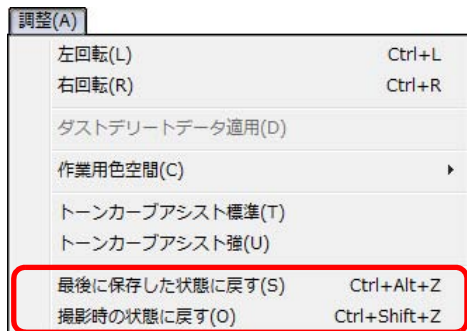 調整(A)
左回転(L) Ctrl+L
右回転(R) Ctrl+R
ダストデリートデータ適用(D)
作業用色空間(C)
トーンカーブアシスト標準(T)
トーンカーブアシスト強(U)
最後に保存した状態に戻す(S) Ctrl+Alt+Z
撮影時の状態に戻す(O) Ctrl+Shift+Z